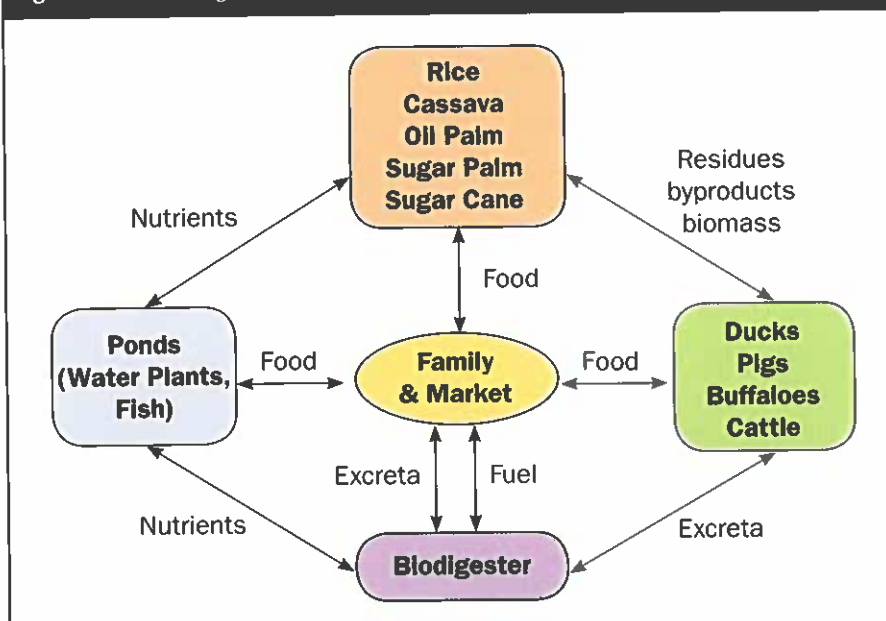 Rice
Cassava
Oil Palm
Sugar Palm
Sugar Cane
Residues
byproducts
biomass
Nutrients
Food
Ponds
(Water Plants,
Fish)
Food
Family
& Market
Food
Ducks
Pigs
Buffaloes
Cattle
Excreta
Fuel
Nutrients
Excreta
Biodigester